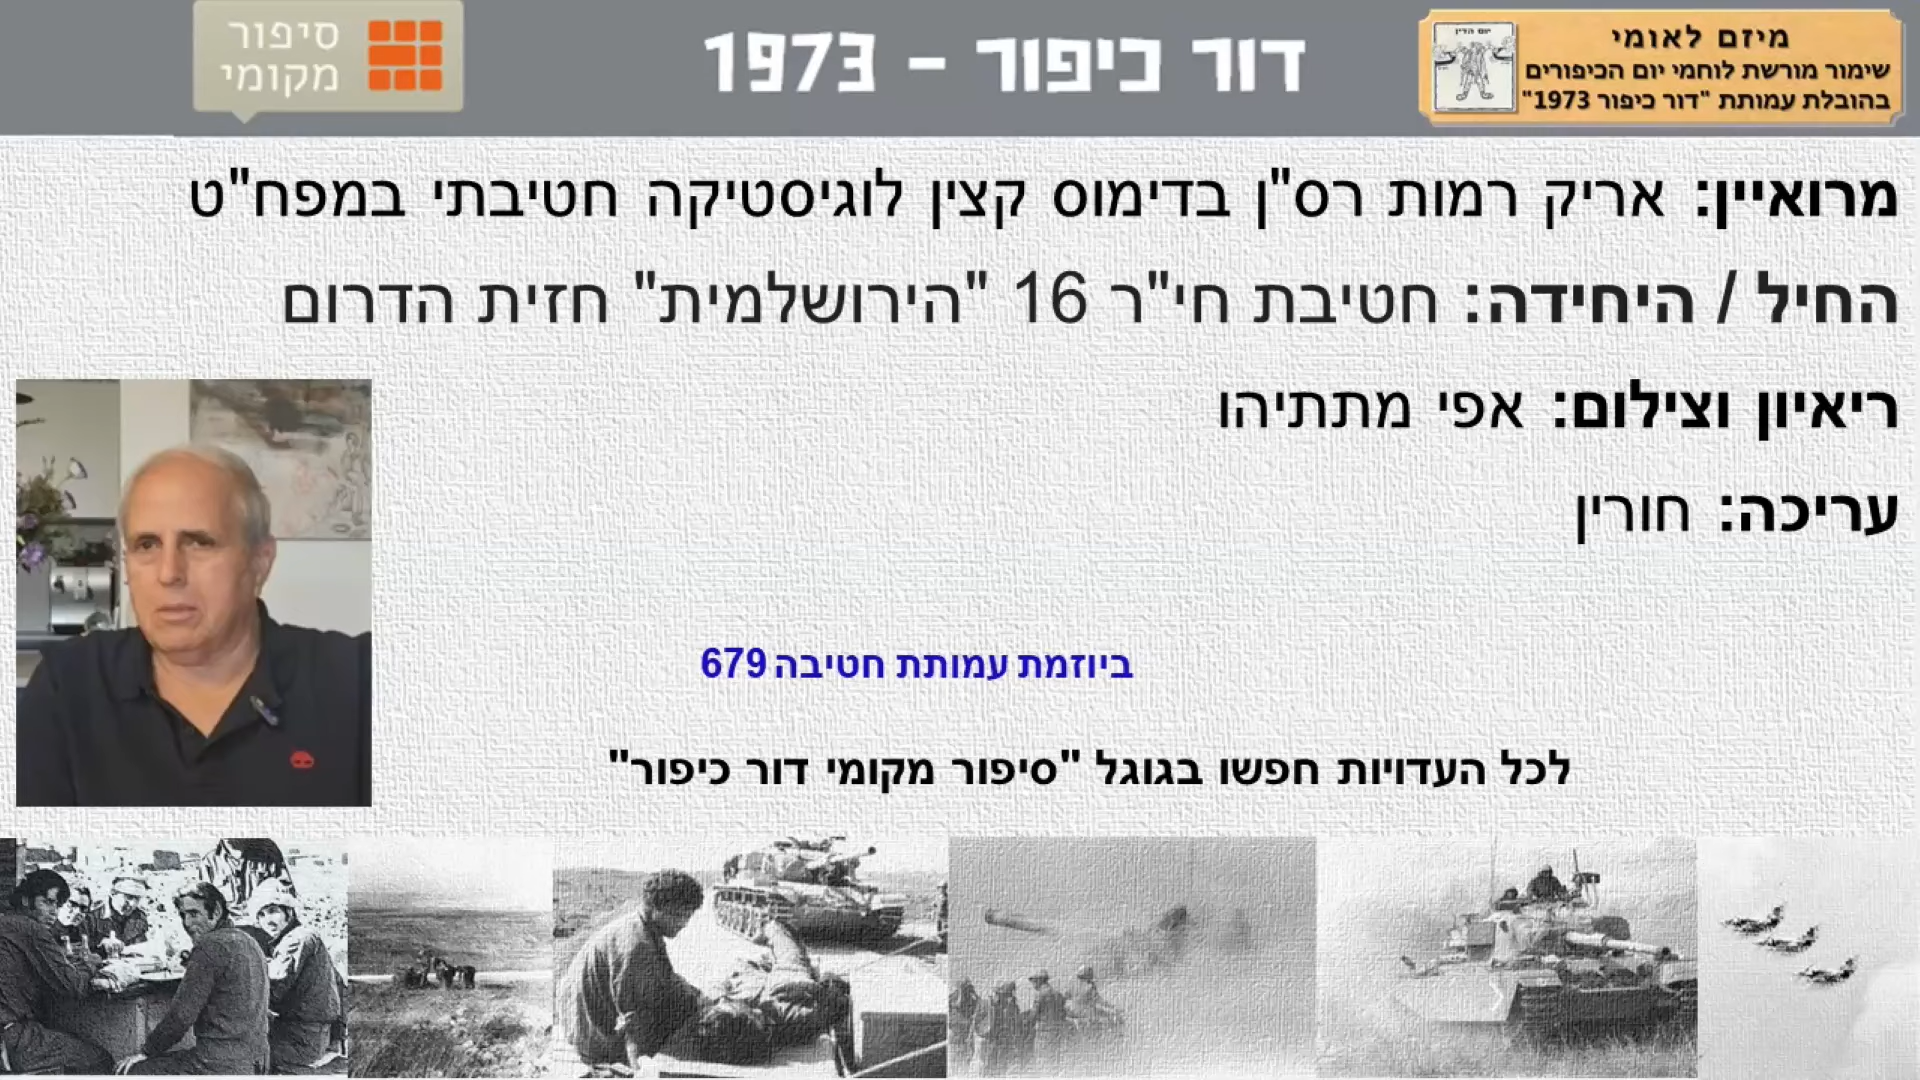 סיפור
מקומי
דור כיפור - 1973
יום הדין
מיזם לאומי
שימור מורשת לוחמי יום הכיפורים
בהובלת עמותת "דור כיפור 1973"
מרואיין: אריק רמות רס"ן בדימוס קצין לוגיסטיקה חטיבתי במפח"ט
החיל / היחידה: חטיבת חי"ר 16 "הירושלמית" חזית הדרום
ריאיון וצילום: אפי מתתיהו
עריכה: חורין
ביוזמת עמותת חטיבה 679
לכל העדויות חפשו בגוגל "סיפור מקומי דור כיפור"